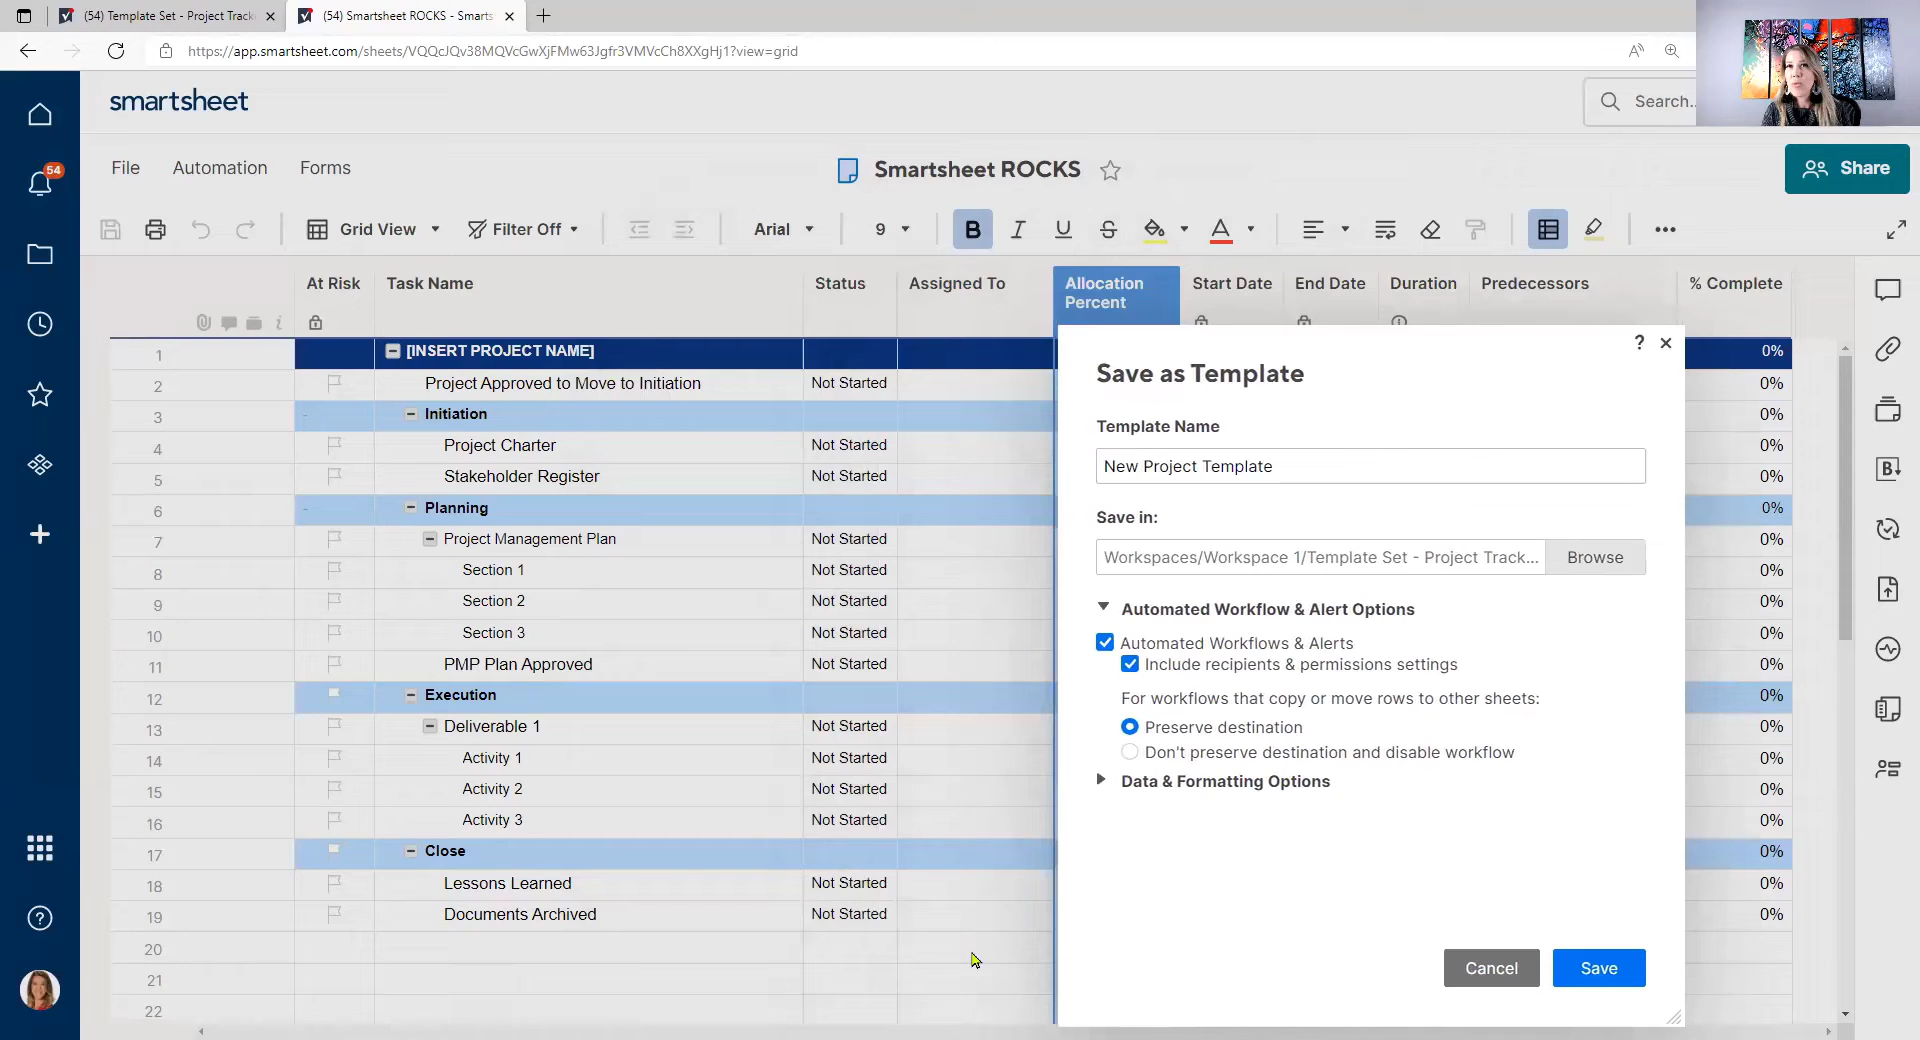 (54) Template Set - Project Track
(54) Smartsheet ROCKS - Smarts
https://app.smartsheet.com/sheets/VQQcJQv38MQVcGwXjFMw63Jgfr3VMVcCh8XXgHj1?view=grid
smartsheet
Search..
54
File Automation Forms
Smartsheet ROCKS
Share
Grid View Filter Off Arial 9 B I U S A
At Risk Task Name Status Assigned To Allocation Percent Start Date End Date Duration Predecessors % Complete
1 [INSERT PROJECT NAME] 0%
2 Project Approved to Move to Initiation Not Started 0%
3 Initiation 0%
4 Project Charter Not Started 0%
5 Stakeholder Register Not Started 0%
6 Planning 0%
7 Project Management Plan Not Started 0%
8 Section 1 Not Started 0%
9 Section 2 Not Started 0%
10 Section 3 Not Started 0%
11 PMP Plan Approved Not Started 0%
12 Execution 0%
13 Deliverable 1 Not Started 0%
14 Activity 1 Not Started 0%
15 Activity 2 Not Started 0%
16 Activity 3 Not Started 0%
17 Close 0%
18 Lessons Learned Not Started 0%
19 Documents Archived Not Started 0%
20
21
22
Save as Template
Template Name
New Project Template
Save in:
Workspaces/Workspace 1/Template Set - Project Track... Browse
Automated Workflow & Alert Options
Automated Workflows & Alerts
Include recipients & permissions settings
For workflows that copy or move rows to other sheets:
Preserve destination
Don't preserve destination and disable workflow
Data & Formatting Options
Cancel Save